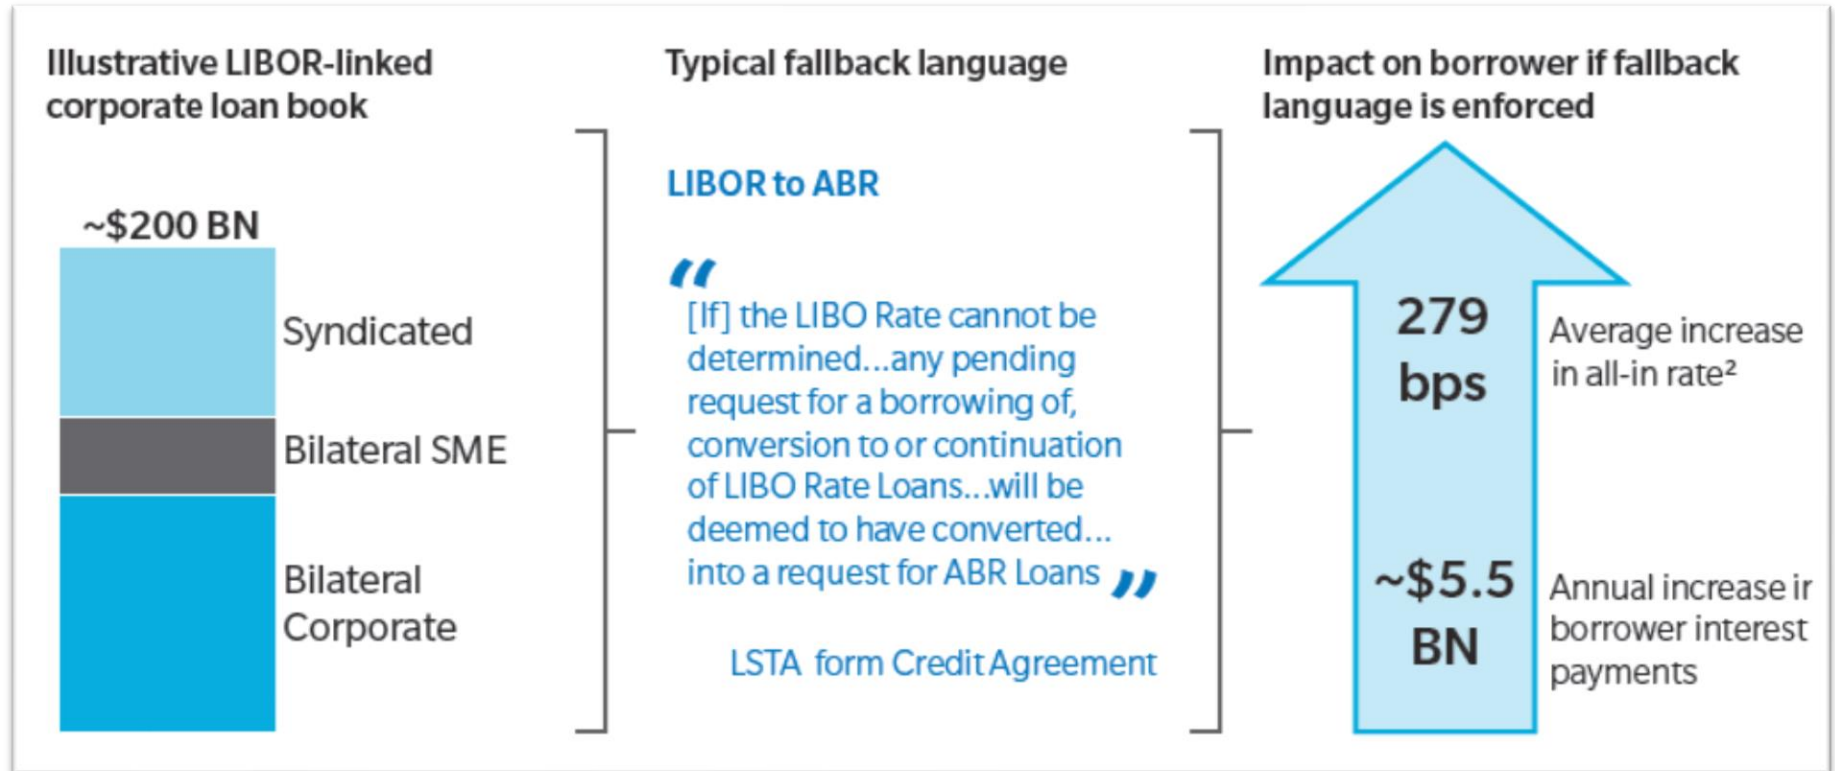 Illustrative LIBOR-linked
corporate loan book
~$200 BN
Syndicated
Bilateral SME
Bilateral
Corporate
Typical fallback language
LIBOR to ABR
“
[If] the LIBO Rate cannot be
determined...any pending
request for a borrowing of,
conversion to or continuation
of LIBO Rate Loans...will be
deemed to have converted...
into a request for ABR Loans ”
LSTA form Credit Agreement
Impact on borrower if fallback
language is enforced
279
bps
Average increase
in all-in rate²
~$5.5
BN
Annual increase ir
borrower interest
payments